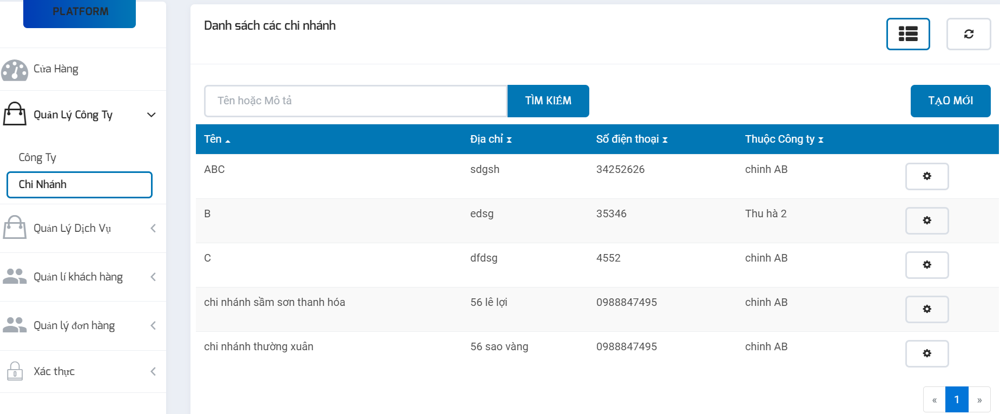 PLATFORM
Cửa Hàng
Quản Lý Công Ty
Công Ty
Chi Nhánh
Quản Lý Dịch Vụ
Quản lí khách hàng
Quản lý đơn hàng
Xác thực
Danh sách các chi nhánh
Tên hoặc Mô tả
TÌM KIẾM
TẠO MỚI
Tên Địa chỉ Số điện thoại Thuộc Công ty
ABC sdgsh 34252626 chinh AB
B edsg 35346 Thu hà 2
C dfdsg 4552 chinh AB
chi nhánh sầm sơn thanh hóa 56 lê lợi 0988847495 chinh AB
chi nhánh thường xuân 56 sao vàng 0988847495 chinh AB
« 1 »